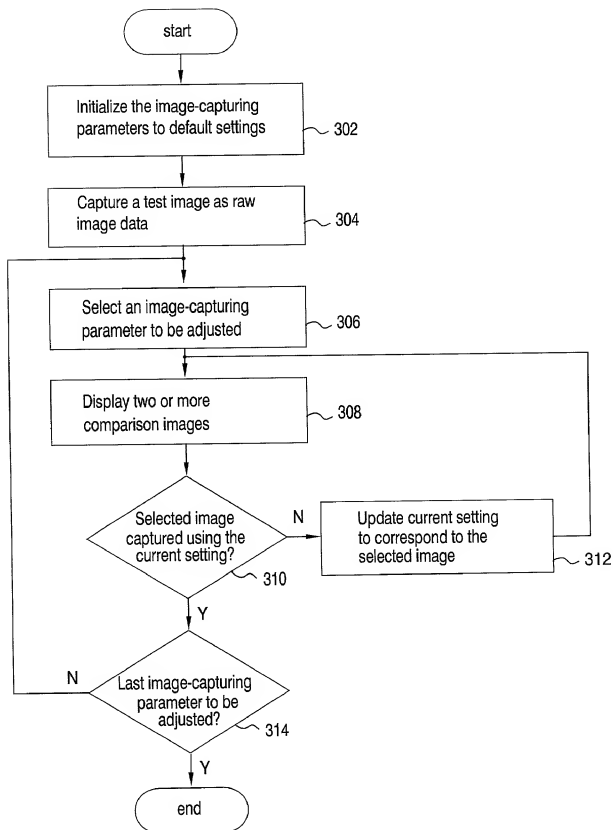 start
Initialize the image-capturing
parameters to default settings
302
Capture a test image as raw
image data
304
Select an image-capturing
parameter to be adjusted
306
Display two or more
comparison images
308
Selected image
captured using the
current setting?
310
N
Update current setting
to correspond to the
selected image
312
Y
N
Last image-capturing
parameter to be
adjusted?
314
Y
end